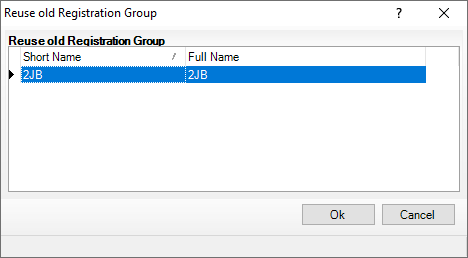 Reuse old Registration Group
Reuse old Registration Group
Short Name Full Name
2JB 2JB
Ok Cancel